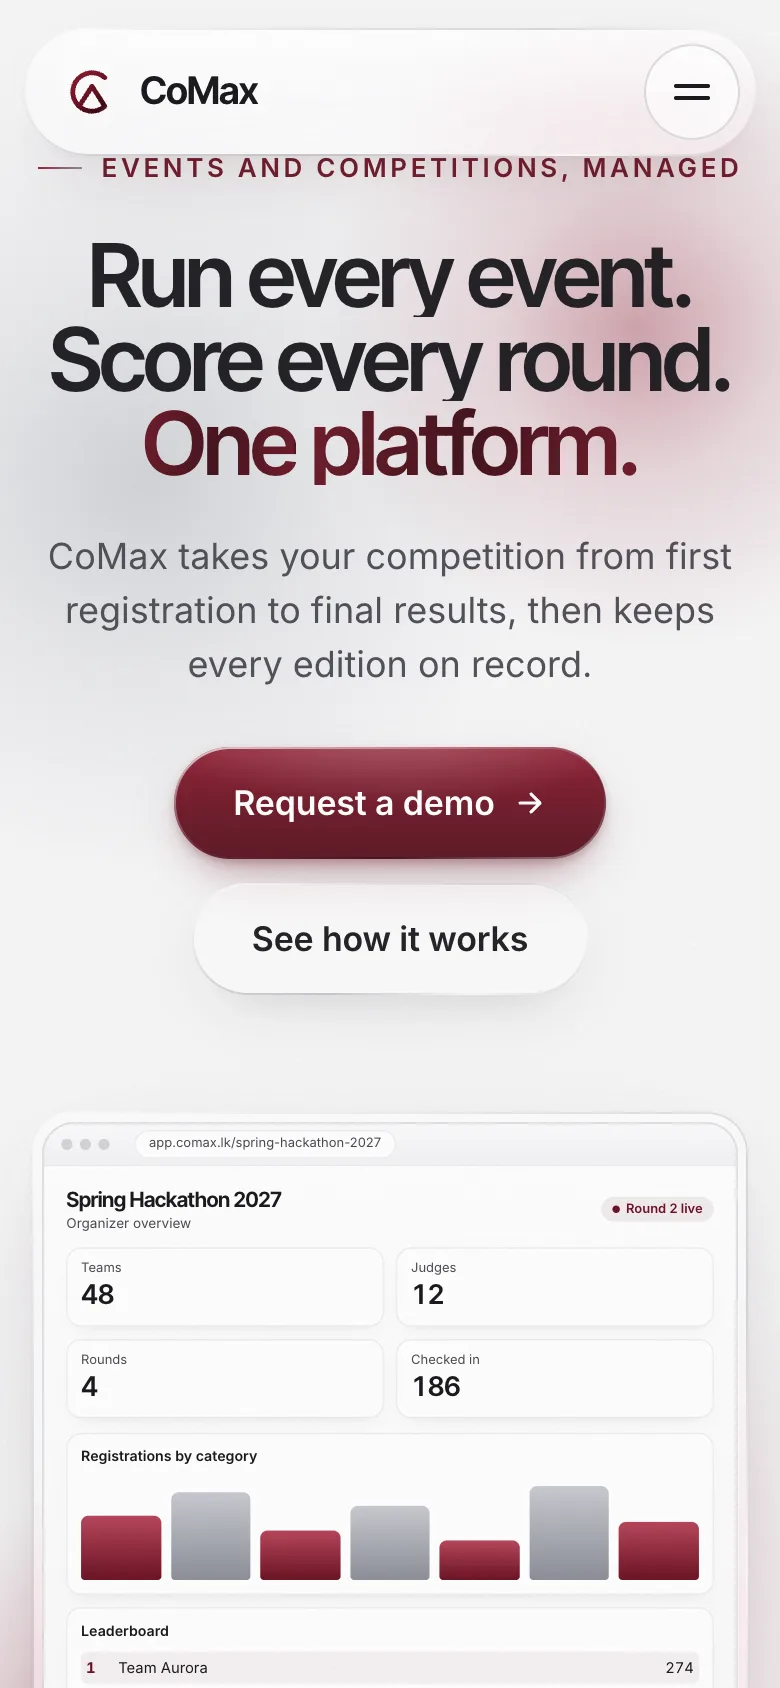 CoMax
EVENTS AND COMPETITIONS, MANAGED
Run every event.
Score every round.
One platform.
CoMax takes your competition from first
registration to final results, then keeps
every edition on record.
Request a demo →
See how it works
app.comax.lk/spring-hackathon-2027
Spring Hackathon 2027
Organizer overview
Round 2 live
Teams
48
Judges
12
Rounds
4
Checked in
186
Registrations by category
Leaderboard
1 Team Aurora 274